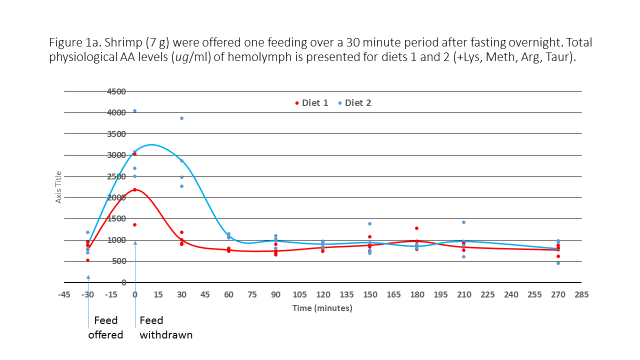 Figure 1a. Shrimp (7 g) were offered one feeding over a 30 minute period after fasting overnight. Total
physiological AA levels (ug/ml) of hemolymph is presented for diets 1 and 2 (+Lys, Meth, Arg, Taur).
4500
Diet 1 Diet 2
4000
3500
3000
2500
2000
1500
1000
500
0
Axis Title
-45 -30 -15 0 15 30 45 60 75 90 105 120 135 150 165 180 195 210 225 240 255 270 285
Time (minutes)
Feed
offered
Feed
withdrawn